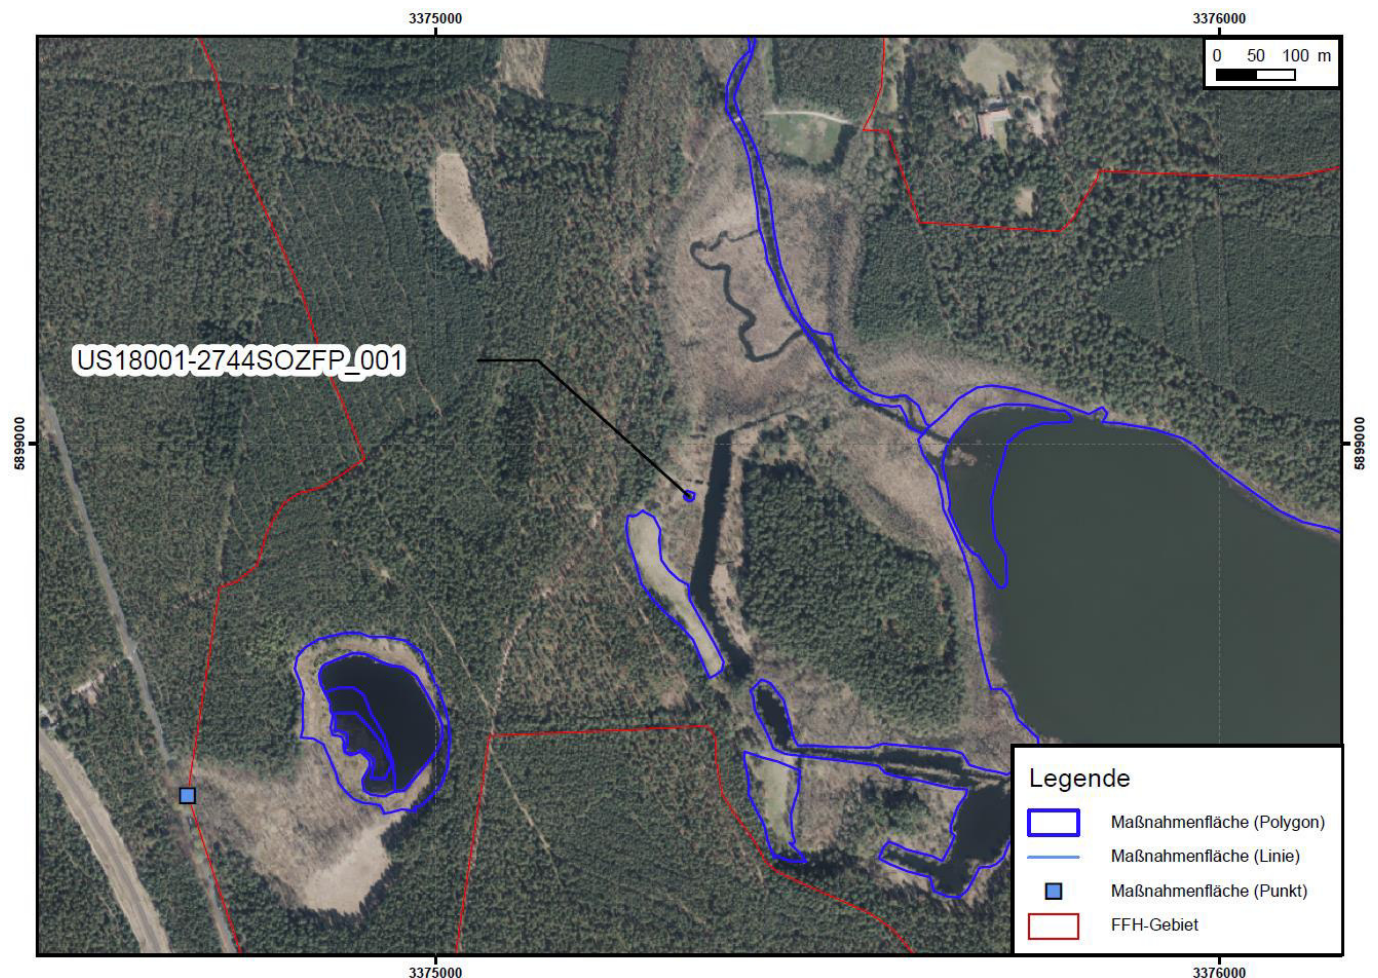 3375000
3376000
0 50 100 m
US18001-2744SOZFP_001
5899000
5899000
Legende
Maßnahmenfläche (Polygon)
Maßnahmenfläche (Linie)
Maßnahmenfläche (Punkt)
FFH-Gebiet
3375000
3376000